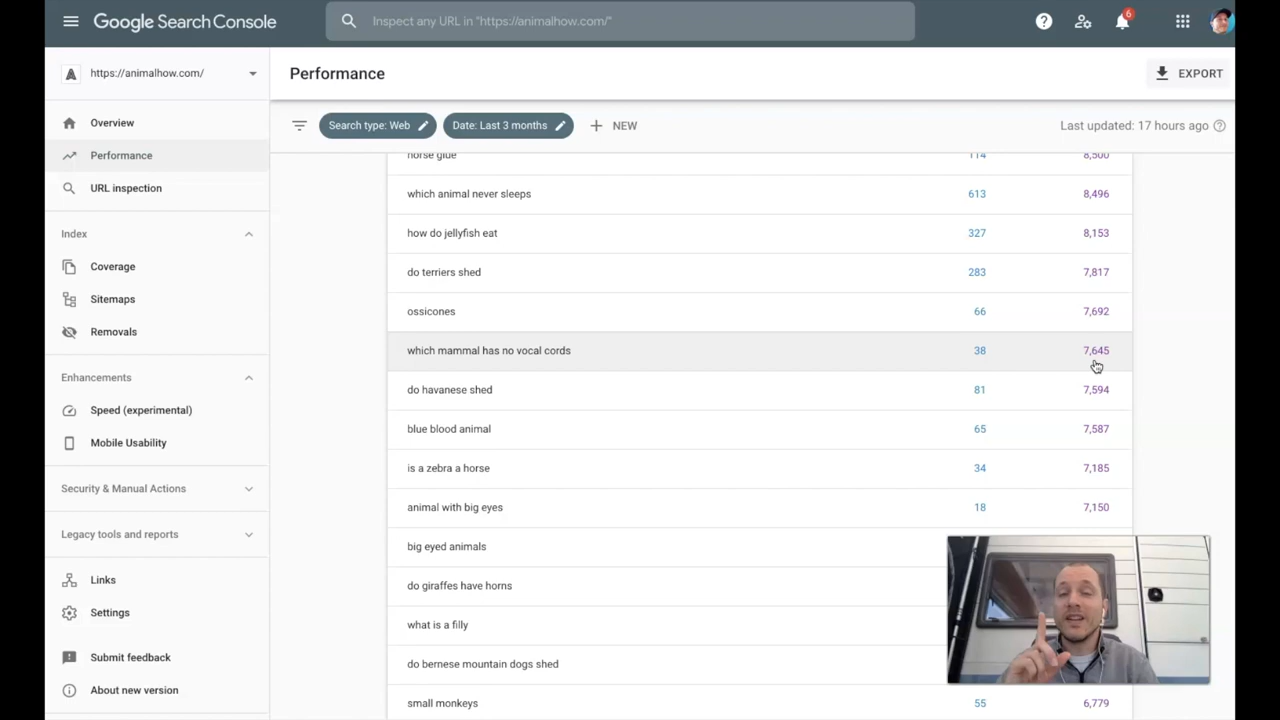 Google Search Console
Inspect any URL in "https://animalhow.com/"
6
A
https://animalhow.com/
Performance
EXPORT
Search type: Web
Date: Last 3 months
NEW
Last updated: 17 hours ago
Overview
Performance
URL inspection
Index
Coverage
Sitemaps
Removals
Enhancements
Speed (experimental)
Mobile Usability
Security & Manual Actions
Legacy tools and reports
Links
Settings
Submit feedback
About new version
horse glue 114 8,500
which animal never sleeps 613 8,496
how do jellyfish eat 327 8,153
do terriers shed 283 7,817
ossicones 66 7,692
which mammal has no vocal cords 38 7,645
do havanese shed 81 7,594
blue blood animal 65 7,587
is a zebra a horse 34 7,185
animal with big eyes 18 7,150
big eyed animals
do giraffes have horns
what is a filly
do bernese mountain dogs shed
small monkeys 55 6,779